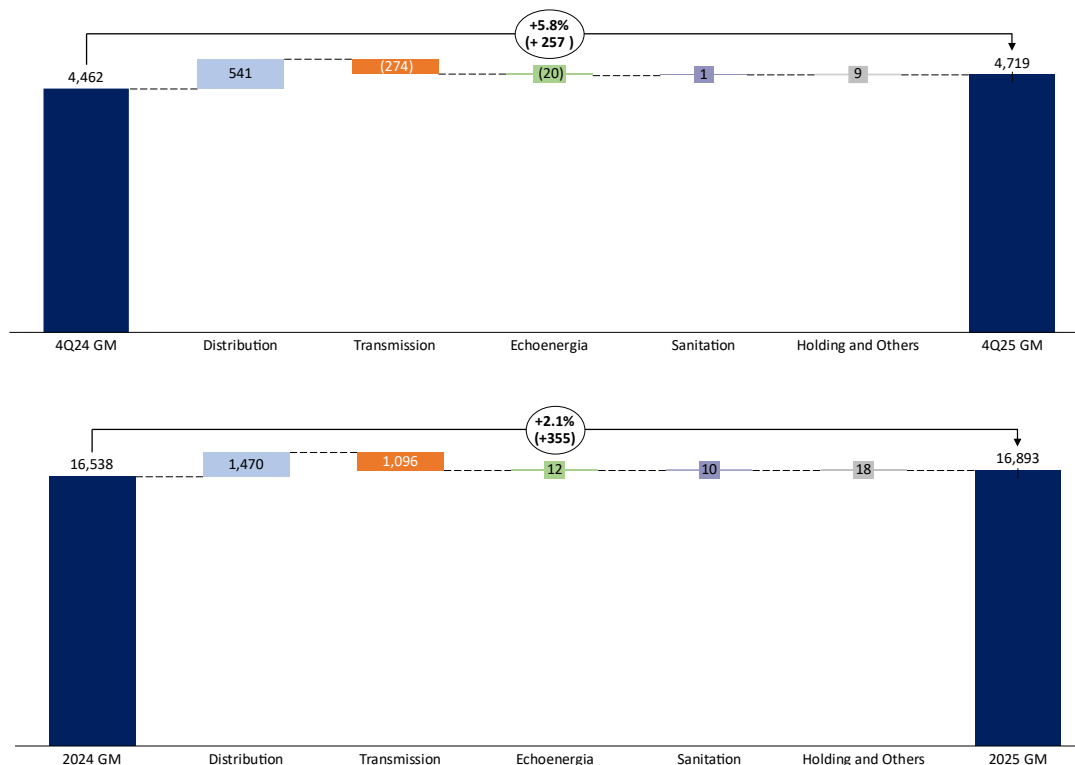 +5.8%
(+ 257 )
4,462
541
(274)
(20)
1
9
4,719
4Q24 GM
Distribution
Transmission
Echoenergia
Sanitation
Holding and Others
4Q25 GM
+2.1%
(+355)
16,538
1,470
1,096
12
10
18
16,893
2024 GM
Distribution
Transmission
Echoenergia
Sanitation
Holding and Others
2025 GM